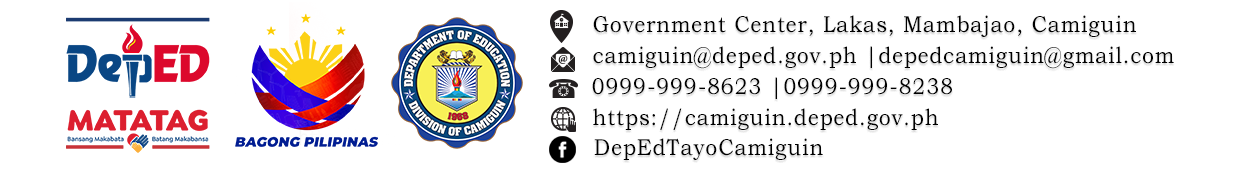 DepED
MATATAG
Bansang Makabata Batang Makabansa
BAGONG PILIPINAS
DEPARTMENT OF EDUCATION
1968
DIVISION OF CAMIGUIN
Government Center, Lakas, Mambajao, Camiguin
camiguin@deped.gov.ph |depedcamiguin@gmail.com
0999-999-8623 |0999-999-8238
https://camiguin.deped.gov.ph
DepEdTayoCamiguin